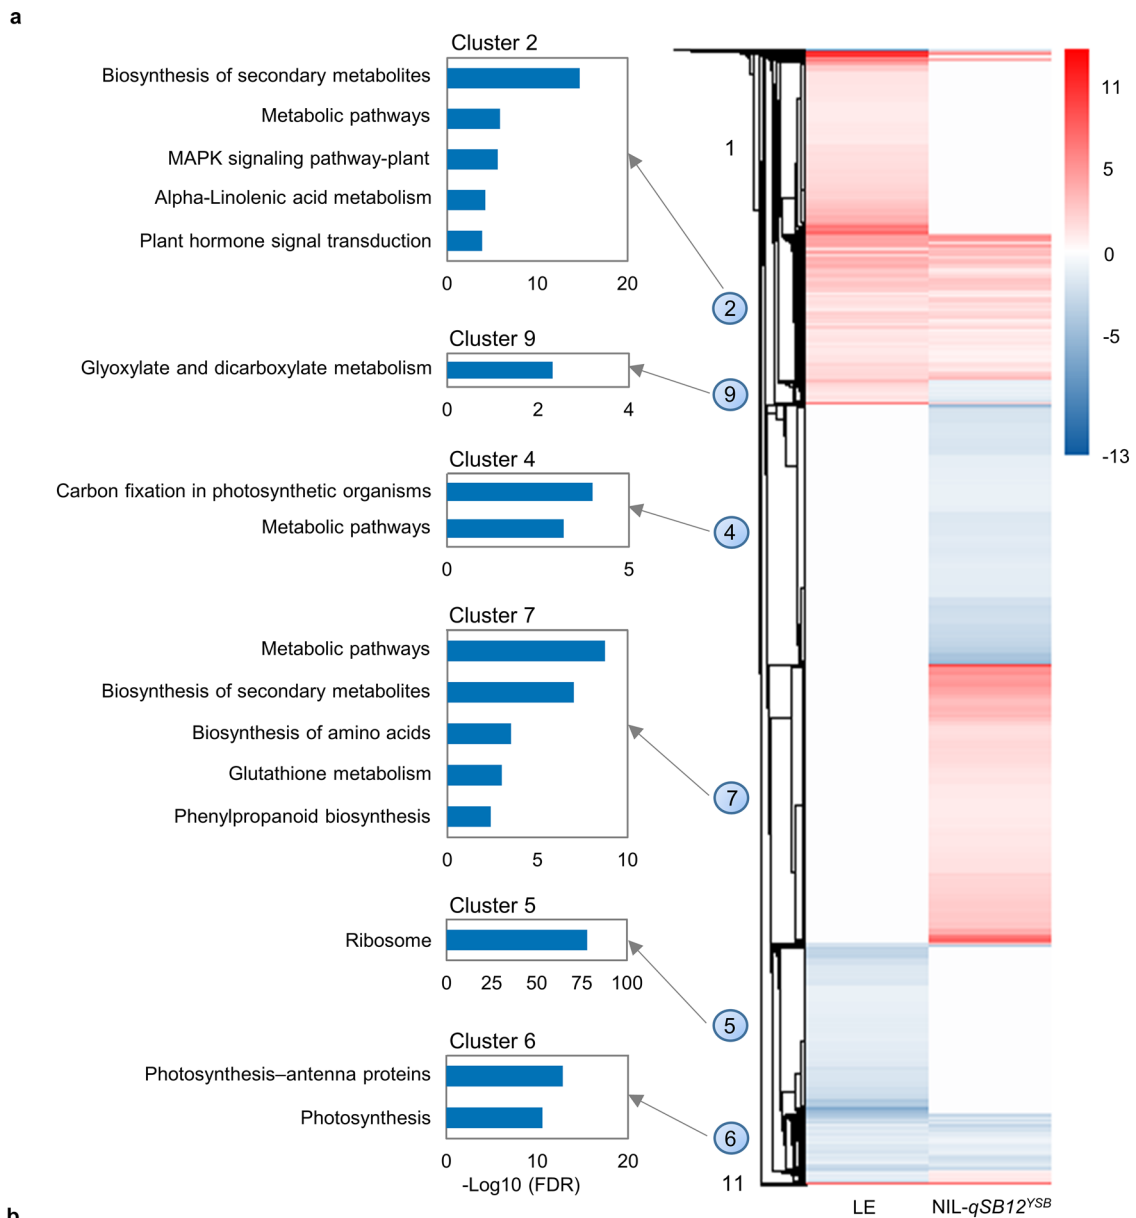 a
Cluster 2
Biosynthesis of secondary metabolites
Metabolic pathways
MAPK signaling pathway-plant
Alpha-Linolenic acid metabolism
Plant hormone signal transduction
0 10 20
Cluster 9
Glyoxylate and dicarboxylate metabolism
0 2 4
Cluster 4
Carbon fixation in photosynthetic organisms
Metabolic pathways
0 5
Cluster 7
Metabolic pathways
Biosynthesis of secondary metabolites
Biosynthesis of amino acids
Glutathione metabolism
Phenylpropanoid biosynthesis
0 5 10
Cluster 5
Ribosome
0 25 50 75 100
Cluster 6
Photosynthesis–antenna proteins
Photosynthesis
0 10 20
-Log10 (FDR)
1
2
9
4
7
5
6
11
LE NIL-qSB12YSB
11
5
0
-5
-13
b